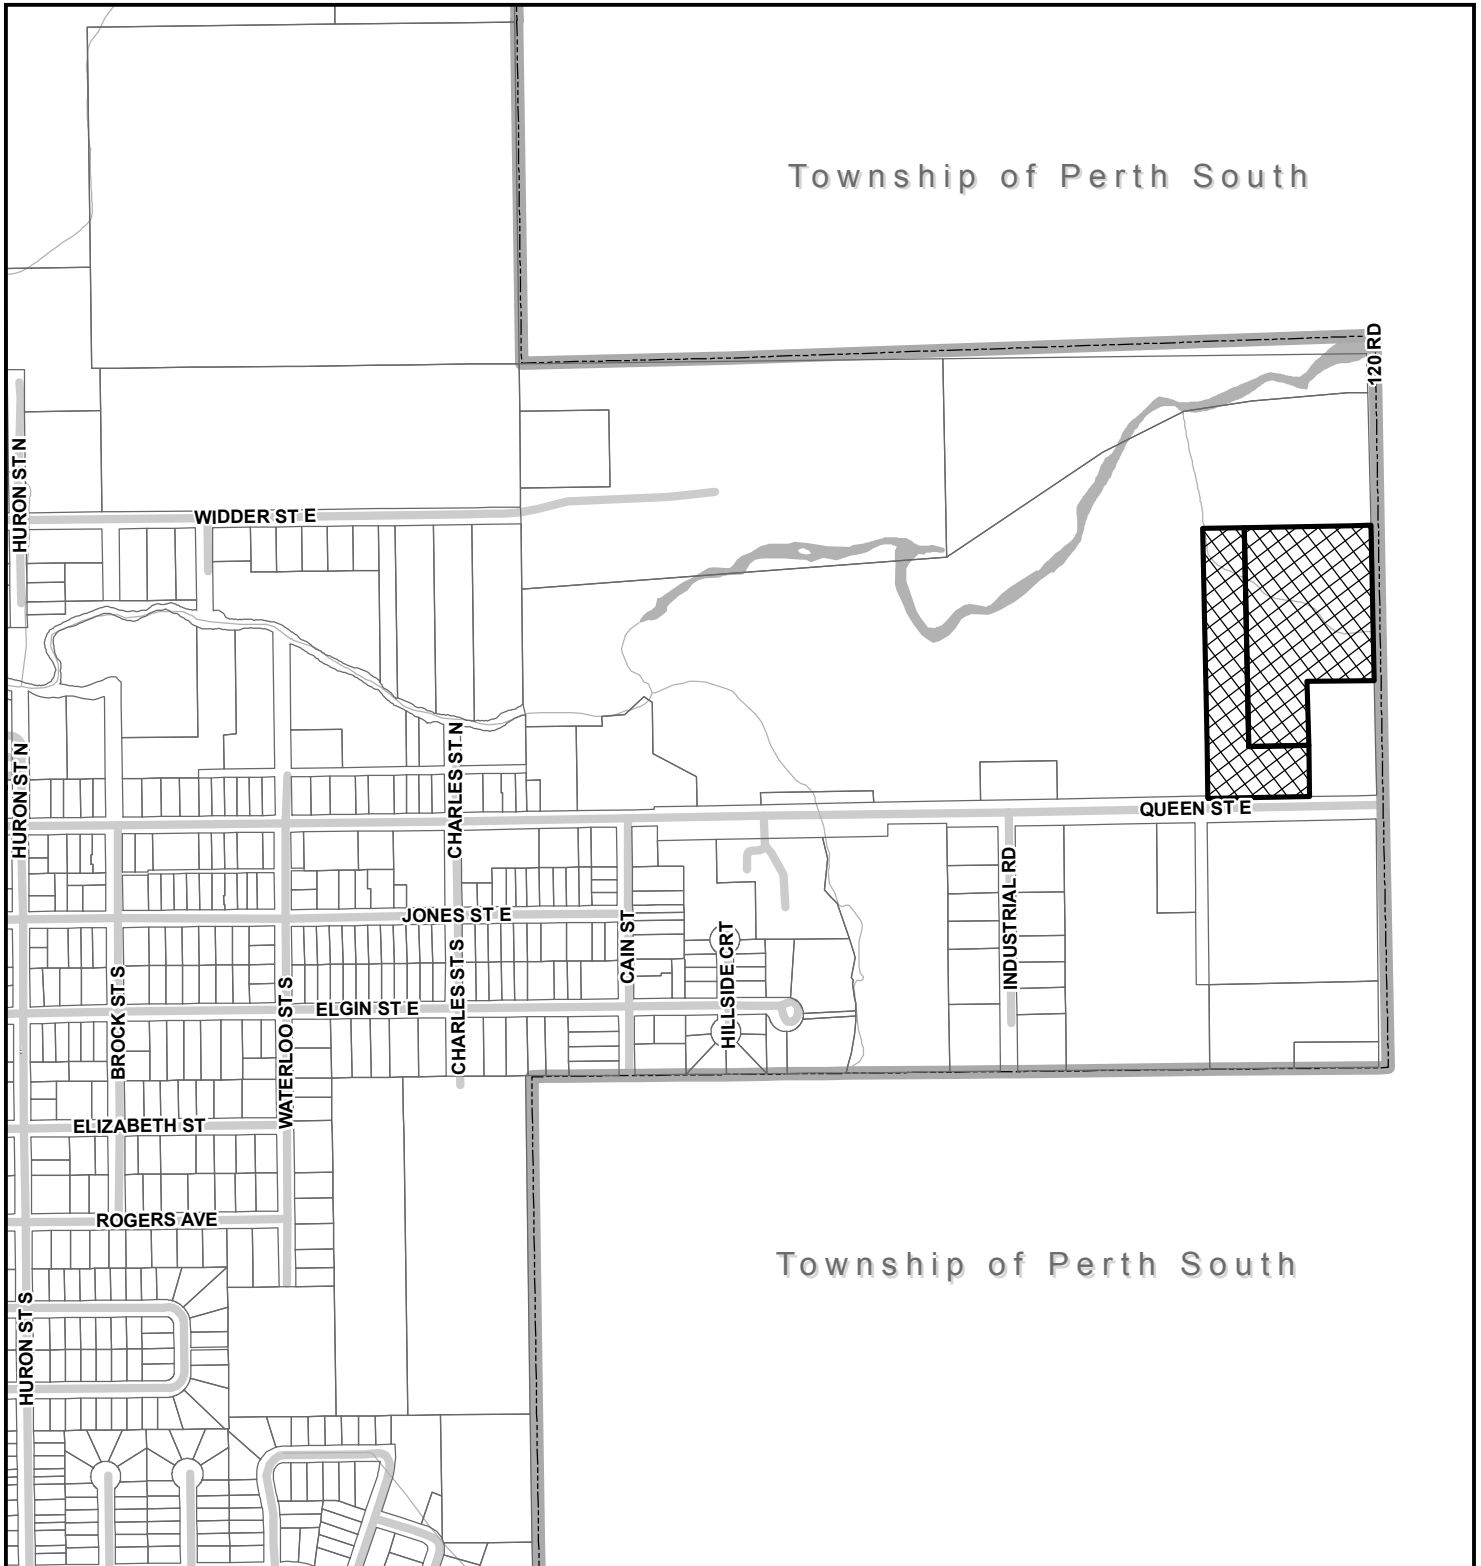 Township of Perth South
120 RD
HURON ST N
WIDDER ST E
CHARLES ST N
HURON ST N
QUEEN ST E
INDUSTRIAL RD
JONES ST E
CAIN ST
HILLSIDE CRT
CHARLES ST S
BROCK ST S
WATERLOO ST S
ELGIN ST E
ELIZABETH ST
ROGERS AVE
Township of Perth South
HURON ST S